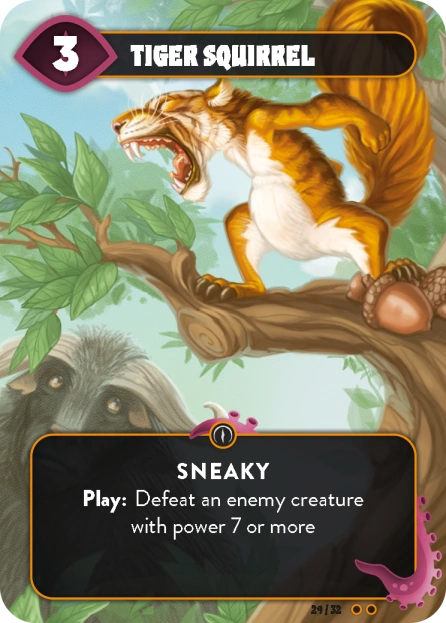 3
TIGER SQUIRREL
SNEAKY
Play: Defeat an enemy creature
with power 7 or more
29/32